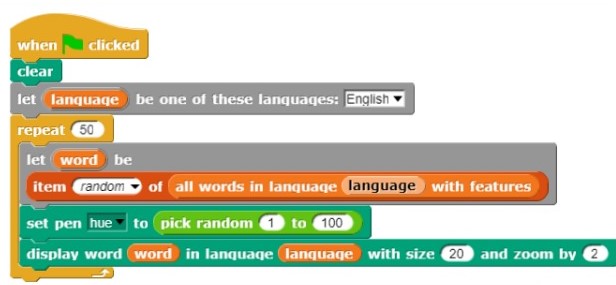 when clicked
clear
let language be one of these languages: English
repeat 50
let word be
item random of all words in language language with features
set pen hue to pick random 1 to 100
display word word in language language with size 20 and zoom by 2